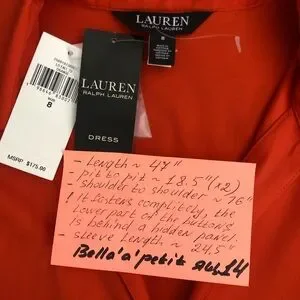 LAUREN
RALPH LAUREN
8
SIZE
8
MSRP $175.00
LAUREN
RALPH LAUREN
DRESS
- Length ~ 47"
- pit to pit ~ 18.5" (x2)
- shoulder to shoulder ~ 16"
! It fastens completely, the
lower part of the buttons
is behind a hidden panel.
- sleeve length ~ 24.5"
Bella'a'petit